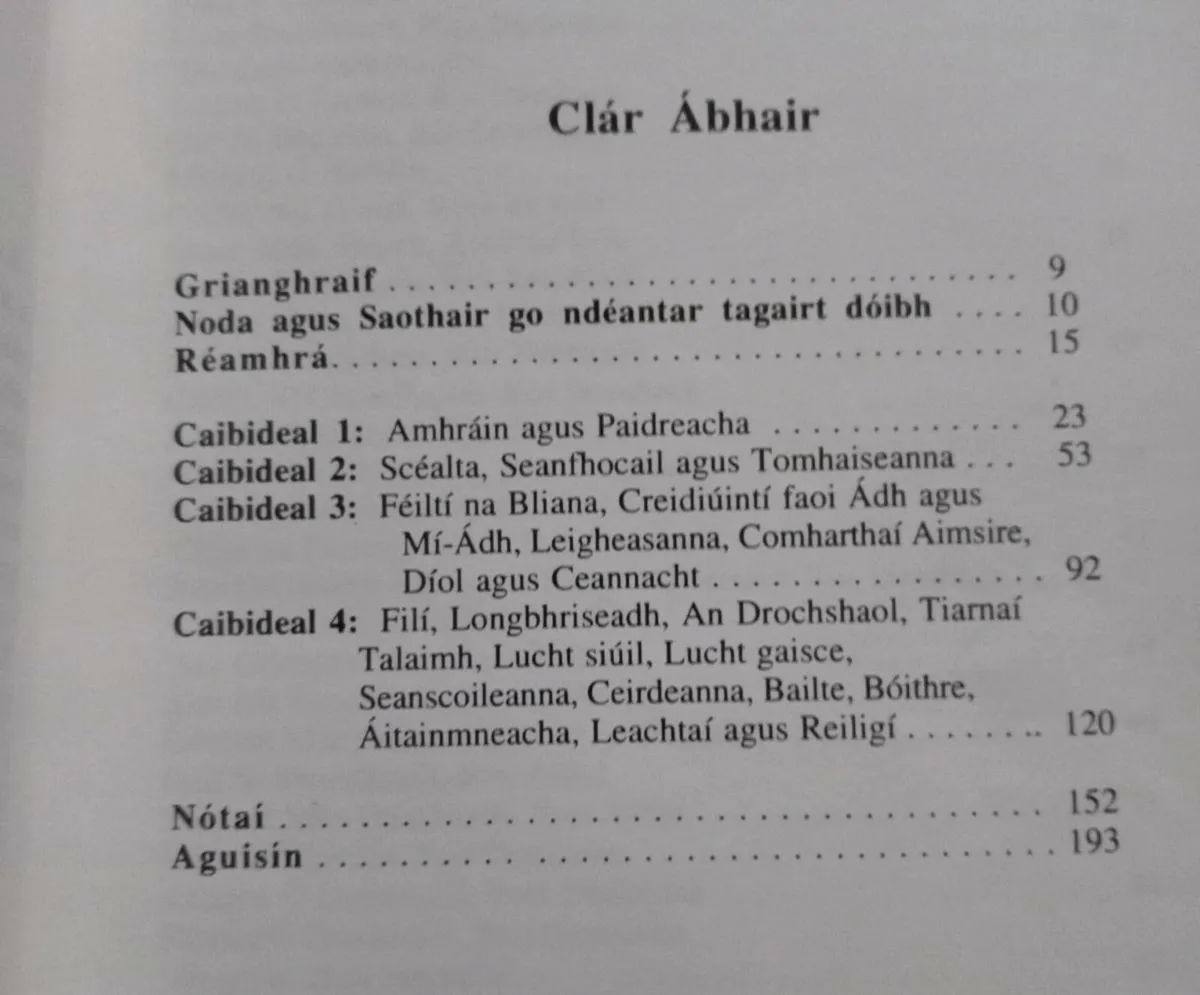 Clár Ábhair
Grianghraif . . . . . . . . . . . . . . . . . . . . . . . . . . . . . . . . . 9
Noda agus Saothair go ndéantar tagairt dóibh . . . . 10
Réamhrá. . . . . . . . . . . . . . . . . . . . . . . . . . . . . . . . . . . . 15
Caibideal 1: Amhráin agus Paidreacha . . . . . . . . . . . . . 23
Caibideal 2: Scéalta, Seanfhocail agus Tomhaiseanna . . . 53
Caibideal 3: Féiltí na Bliana, Creidiúintí faoi Ádh agus
Mí-Ádh, Leigheasanna, Comharthaí Aimsire,
Díol agus Ceannacht . . . . . . . . . . . . . . . . . . 92
Caibideal 4: Filí, Longbhriseadh, An Drochshaol, Tiarnaí
Talaimh, Lucht siúil, Lucht gaisce,
Seanscoileanna, Ceirdeanna, Bailte, Bóithre,
Áitainmneacha, Leachtaí agus Reiligí . . . . . . . .. 120
Nótaí . . . . . . . . . . . . . . . . . . . . . . . . . . . . . . . . . . . . . . . 152
Aguisín . . . . . . . . . . . . . . . . . . . . . . . . . . . . . . . . . . . . . 193